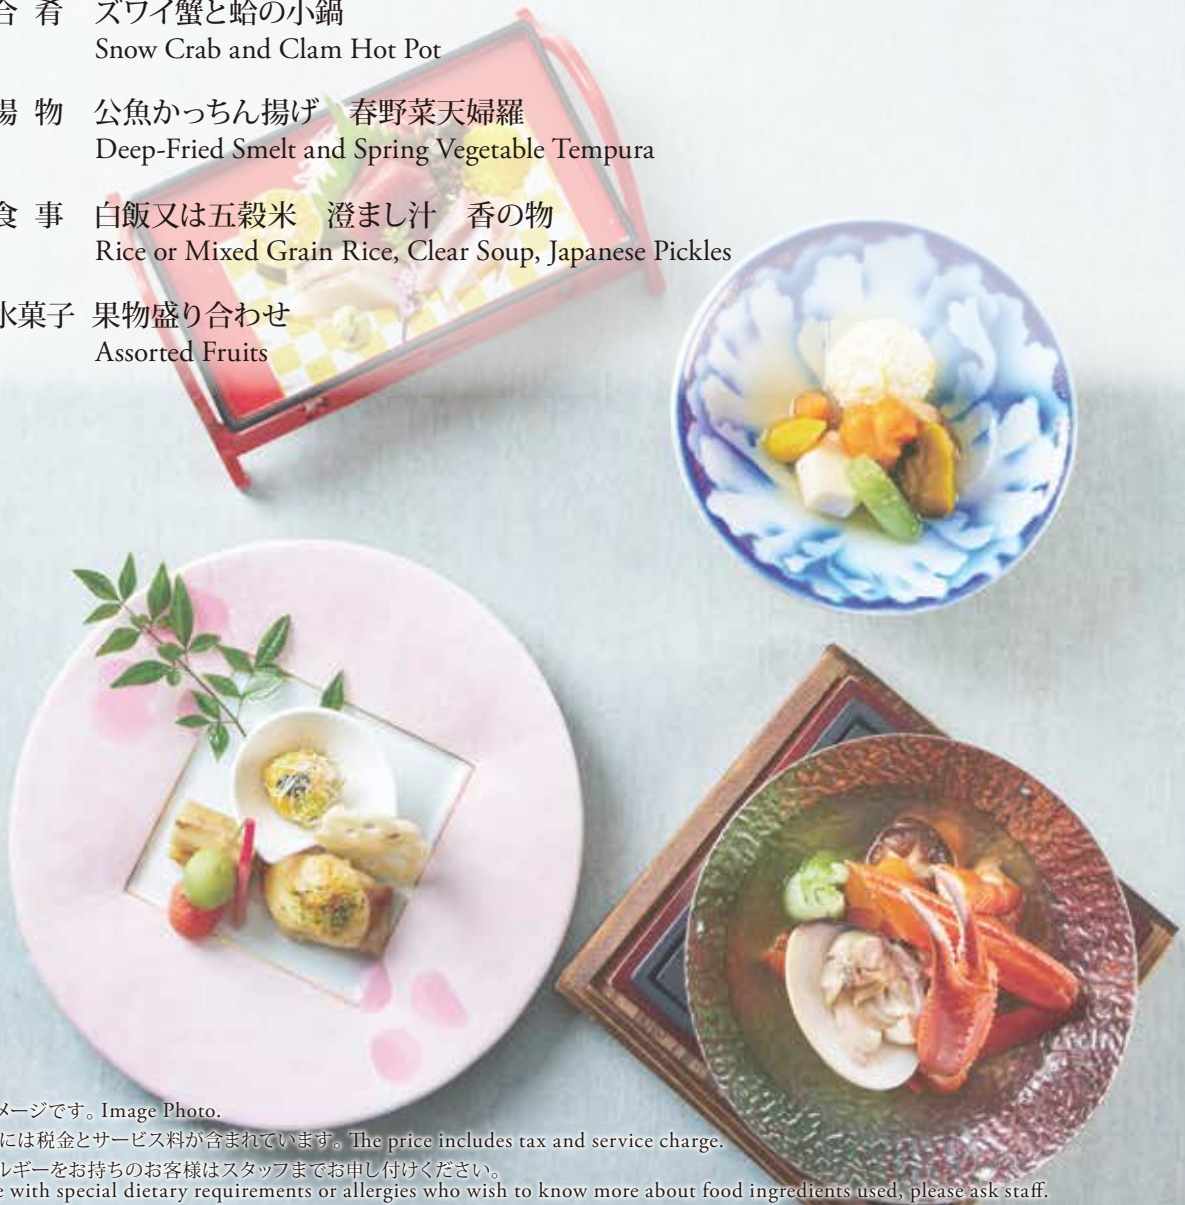 合 肴 ズワイ蟹と蛤の小鍋
Snow Crab and Clam Hot Pot
揚 物 公魚かっちん揚げ 春野菜天婦羅
Deep-Fried Smelt and Spring Vegetable Tempura
食 事 白飯又は五穀米 澄まし汁 香の物
Rice or Mixed Grain Rice, Clear Soup, Japanese Pickles
水菓子 果物盛り合わせ
Assorted Fruits
メージです。Image Photo.
には税金とサービス料が含まれています。The price includes tax and service charge.
ルギーをお持ちのお客様はスタッフまでお申し付けください。
with special dietary requirements or allergies who wish to know more about food ingredients used, please ask staff.